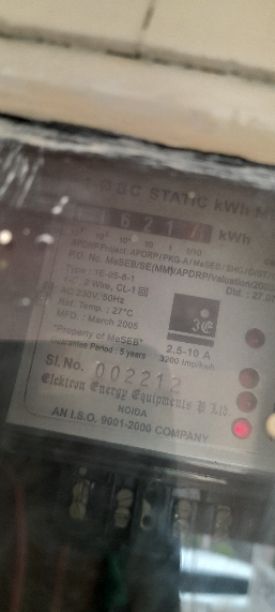 STATIC kWh M
kWh
P.O. No. MeSEB/SE(MM)/APDRP/Valuation
Type : TE-05-6-1
2 Wire, CL-1
AC 230V. 50Hz
Ref. Temp. : 27°C
MFD. : March 2005
2.5-10 A
"Property of MeSEB"
Guarantee Period : 5 years
3200 Imp/kwh
Sl. No. 002212
Elektron Energy Equipments P. Ltd.
NOIDA
AN I.S.O. 9001-2000 COMPANY